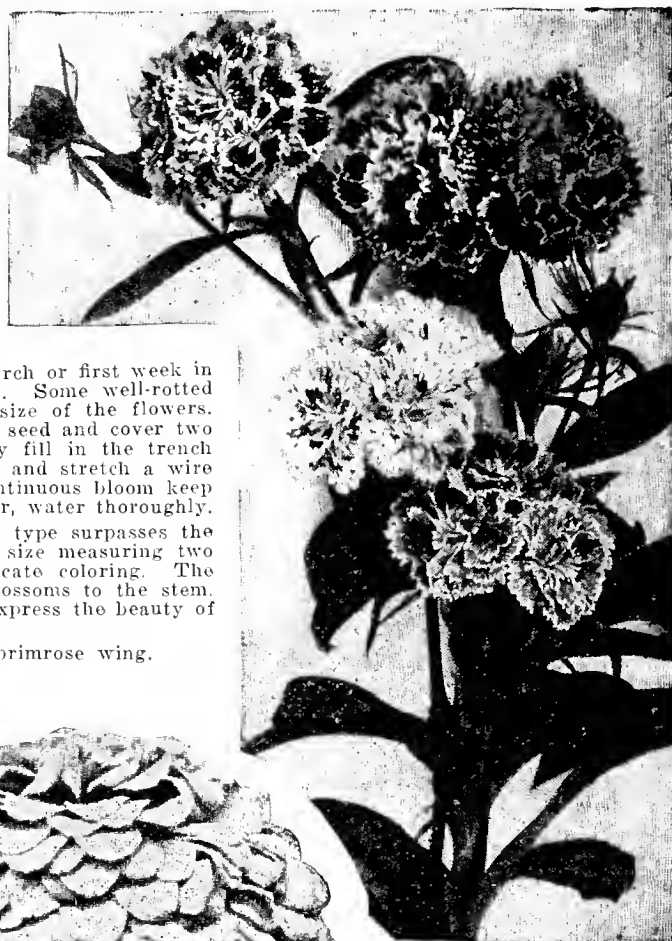 rch or first week in
. Some well-rotted
size of the flowers.
seed and cover two
y fill in the trench
and stretch a wire
ntinuous bloom keep
r, water thoroughly.
type surpasses the
size measuring two
cate coloring. The
ossoms to the stem.
xpress the beauty of
primrose wing.